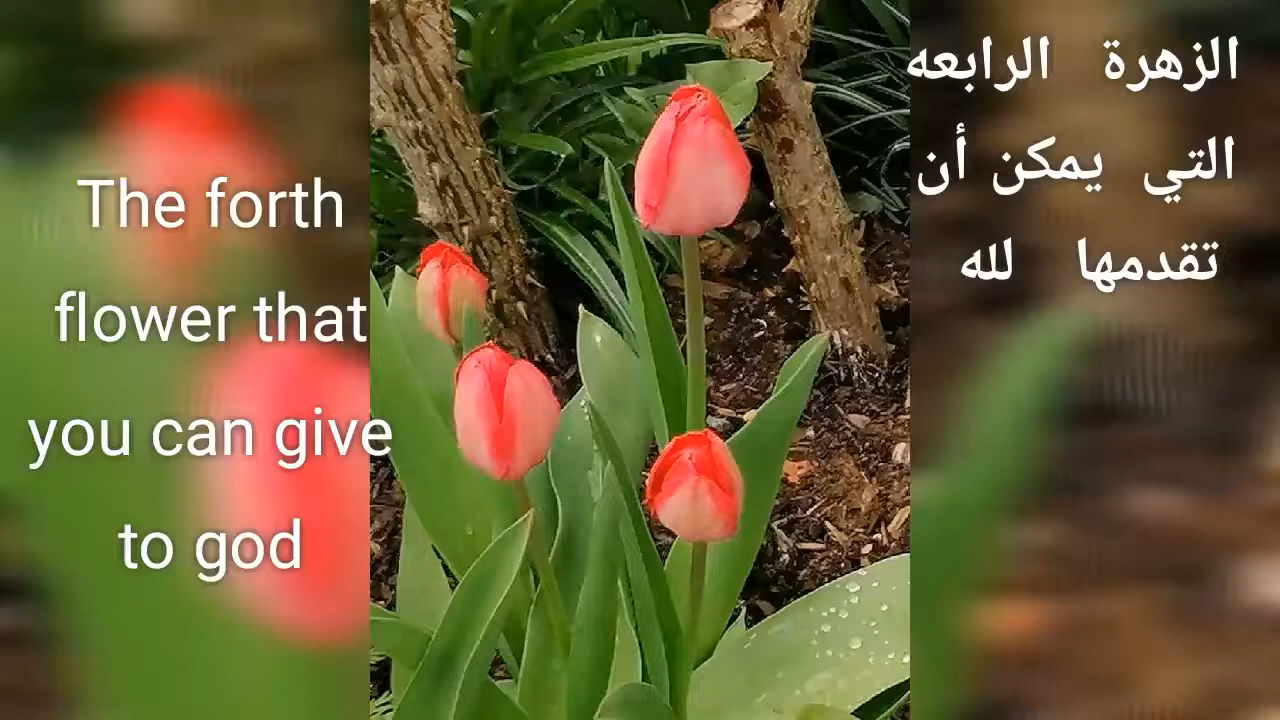 The forth
flower that
you can give
to god
الزهرة الرابعه
التي يمكن أن
تقدمها لله